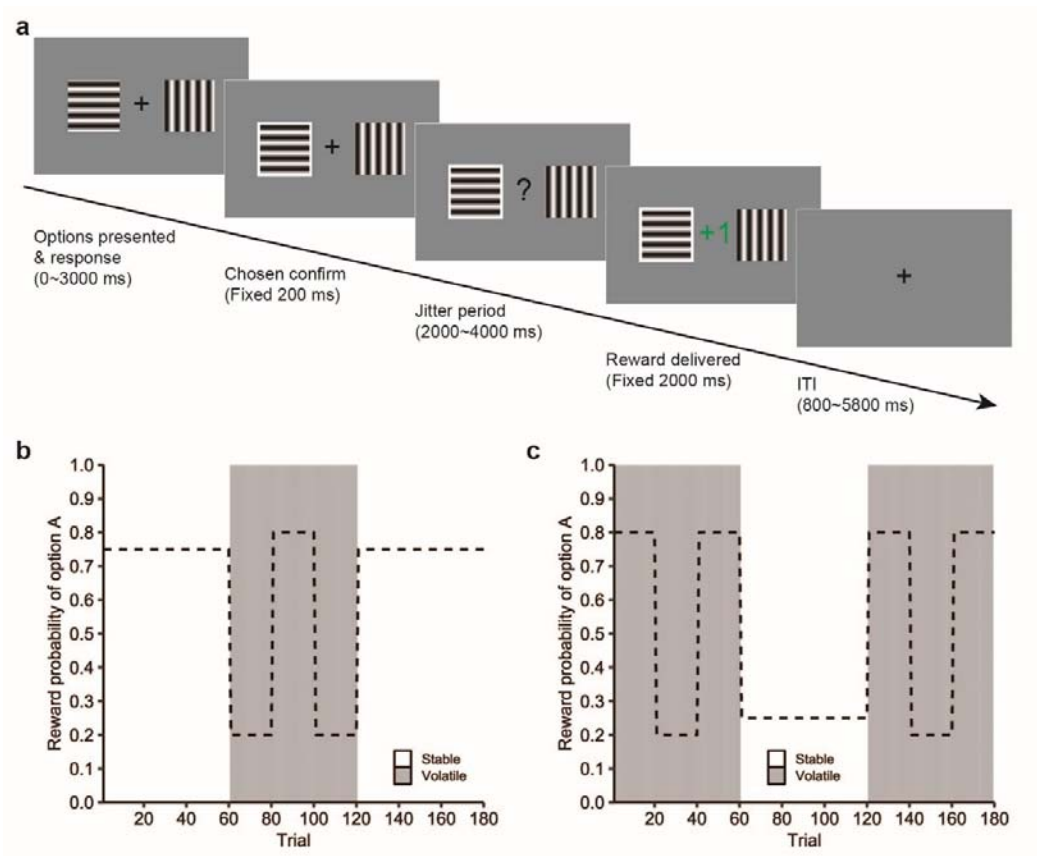 a
+
+
?
+1
+
Options presented
& response
(0~3000 ms)
Chosen confirm
(Fixed 200 ms)
Jitter period
(2000~4000 ms)
Reward delivered
(Fixed 2000 ms)
ITI
(800~5800 ms)
b
Reward probability of option A
1.0
0.9
0.8
0.7
0.6
0.5
0.4
0.3
0.2
0.1
0.0
Stable
Volatile
20 40 60 80 100 120 140 160 180
Trial
c
Reward probability of option A
1.0
0.9
0.8
0.7
0.6
0.5
0.4
0.3
0.2
0.1
0.0
Stable
Volatile
20 40 60 80 100 120 140 160 180
Trial